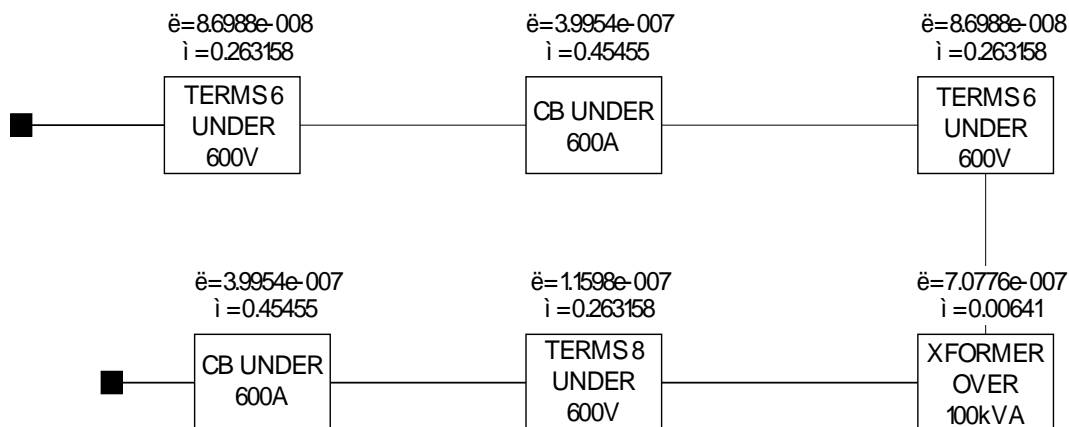 ë=8.6988e-008
ì=0.263158
TERMS 6
UNDER
600V
ë=3.9954e-007
ì=0.45455
CB UNDER
600A
ë=8.6988e-008
ì=0.263158
TERMS 6
UNDER
600V
ë=3.9954e-007
ì=0.45455
CB UNDER
600A
ë=1.1598e-007
ì=0.263158
TERMS 8
UNDER
600V
ë=7.0776e-007
ì=0.00641
XFORMER
OVER
100kVA